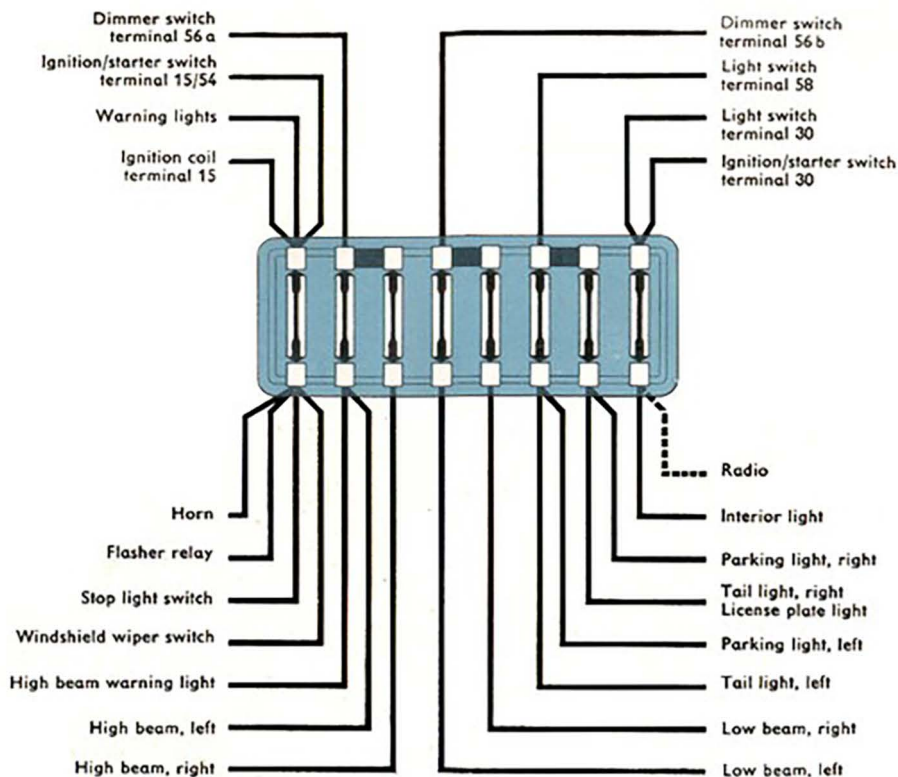 Dimmer switch
terminal 56a
Ignition/starter switch
terminal 15/54
Warning lights
Ignition coil
terminal 15
Dimmer switch
terminal 56b
Light switch
terminal 58
Light switch
terminal 30
Ignition/starter switch
terminal 30
Horn
Flasher relay
Stop light switch
Windshield wiper switch
High beam warning light
High beam, left
High beam, right
Radio
Interior light
Parking light, right
Tail light, right
License plate light
Parking light, left
Tail light, left
Low beam, right
Low beam, left